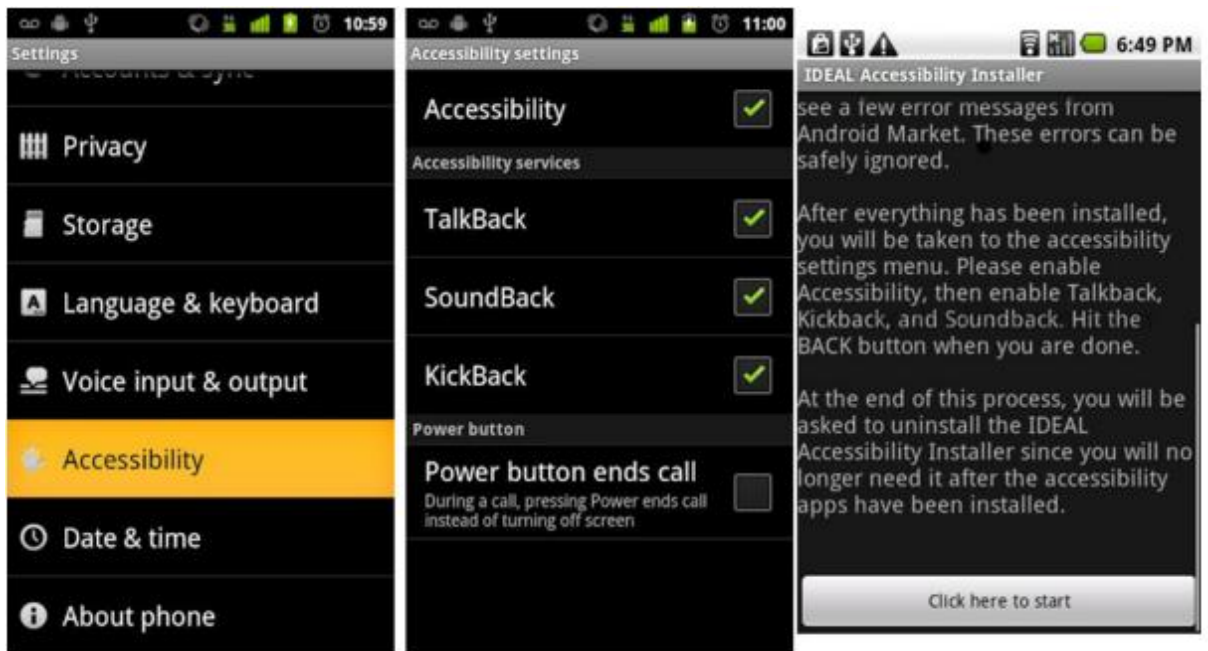 10:59
Settings
Accounts & sync
Privacy
Storage
Language & keyboard
Voice input & output
Accessibility
Date & time
About phone
11:00
Accessibility settings
Accessibility
Accessibility services
TalkBack
SoundBack
KickBack
Power button
Power button ends call
During a call, pressing Power ends call
instead of turning off screen
6:49 PM
IDEAL Accessibility Installer
see a few error messages from
Android Market. These errors can be
safely ignored.
After everything has been installed,
you will be taken to the accessibility
settings menu. Please enable
Accessibility, then enable Talkback,
Kickback, and Soundback. Hit the
BACK button when you are done.
At the end of this process, you will be
asked to uninstall the IDEAL
Accessibility Installer since you will no
longer need it after the accessibility
apps have been installed.
Click here to start